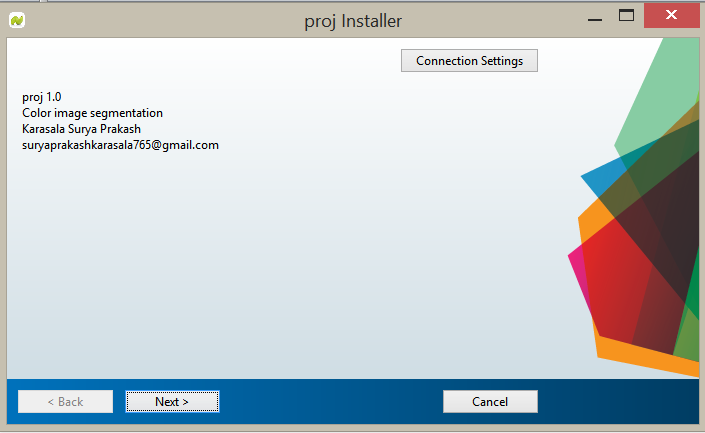 proj Installer
Connection Settings
proj 1.0
Color image segmentation
Karasala Surya Prakash
suryaprakashkarasala765@gmail.com
< Back
Next >
Cancel